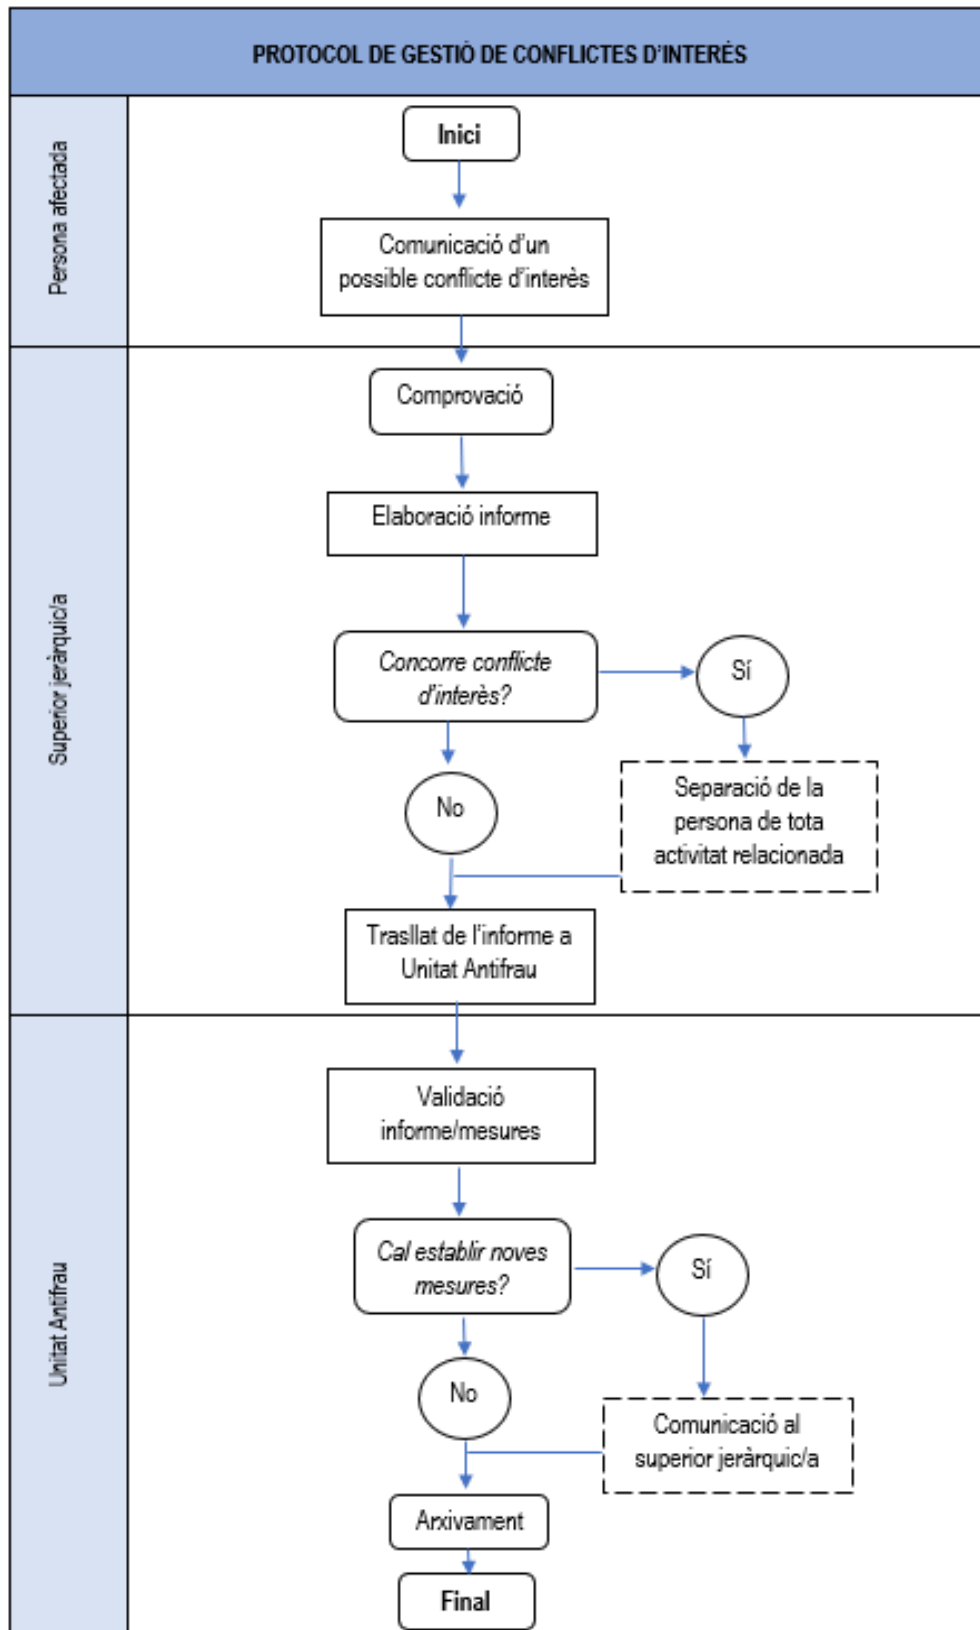 PROTOCOL DE GESTIÓ DE CONFLICTES D'INTERÈS
Persona afectada
Inici
Comunicació d'un
possible conflicte d'interès
Superior jeràrquic/a
Comprovació
Elaboració informe
Concorre conflicte
d'interès?
Sí
No
Separació de la
persona de tota
activitat relacionada
Trasllat de l'informe a
Unitat Antifrau
Unitat Antifrau
Validació
informe/mesures
Cal establir noves
mesures?
Sí
No
Comunicació al
superior jeràrquic/a
Arxivament
Final